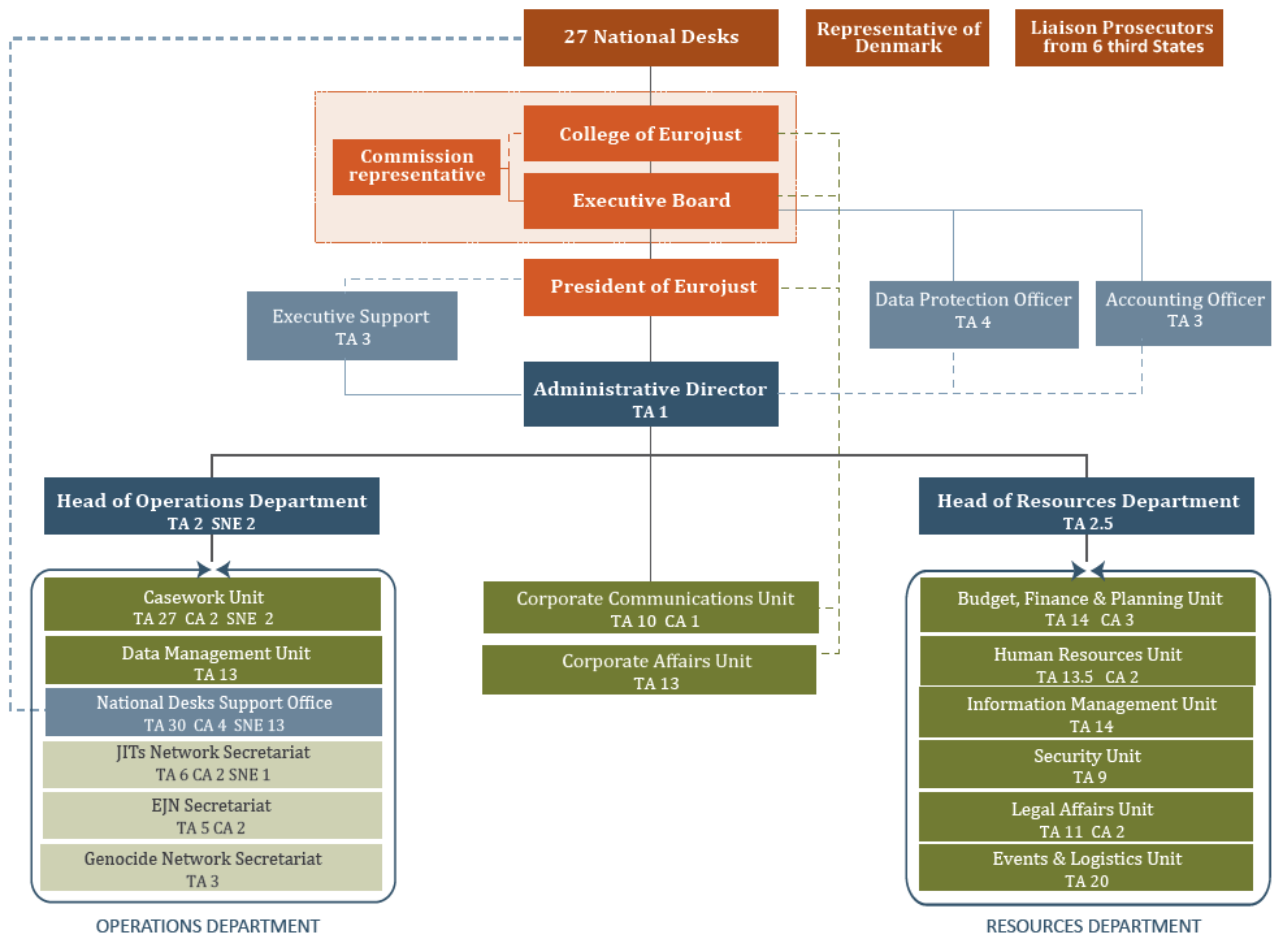 27 National Desks
Representative of
Denmark
Liaison Prosecutors
from 6 third States
College of Eurojust
Commission
representative
Executive Board
President of Eurojust
Executive Support
TA 3
Data Protection Officer
TA 4
Accounting Officer
TA 3
Administrative Director
TA 1
Head of Operations Department
TA 2 SNE 2
Head of Resources Department
TA 2.5
Casework Unit
TA 27 CA 2 SNE 2
Data Management Unit
TA 13
National Desks Support Office
TA 30 CA 4 SNE 13
JITs Network Secretariat
TA 6 CA 2 SNE 1
EJN Secretariat
TA 5 CA 2
Genocide Network Secretariat
TA 3
OPERATIONS DEPARTMENT
Corporate Communications Unit
TA 10 CA 1
Corporate Affairs Unit
TA 13
Budget, Finance & Planning Unit
TA 14 CA 3
Human Resources Unit
TA 13.5 CA 2
Information Management Unit
TA 14
Security Unit
TA 9
Legal Affairs Unit
TA 11 CA 2
Events & Logistics Unit
TA 20
RESOURCES DEPARTMENT